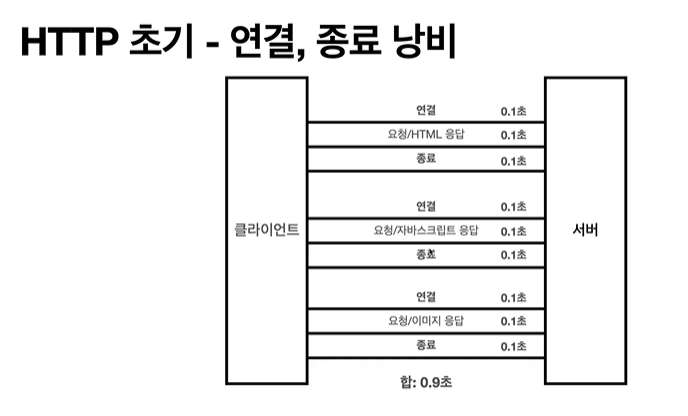 HTTP 초기 - 연결, 종료 낭비
연결 0.1초
요청/HTML 응답 0.1초
종료 0.1초
연결 0.1초
클라이언트 요청/자바스크립트 응답 0.1초 서버
종료 0.1초
연결 0.1초
요청/이미지 응답 0.1초
종료 0.1초
합: 0.9초